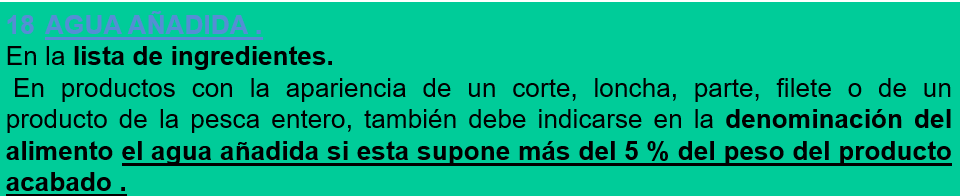 18 AGUA AÑADIDA .
En la lista de ingredientes.
En productos con la apariencia de un corte, loncha, parte, filete o de un
producto de la pesca entero, también debe indicarse en la denominación del
alimento el agua añadida si esta supone más del 5 % del peso del producto
acabado .